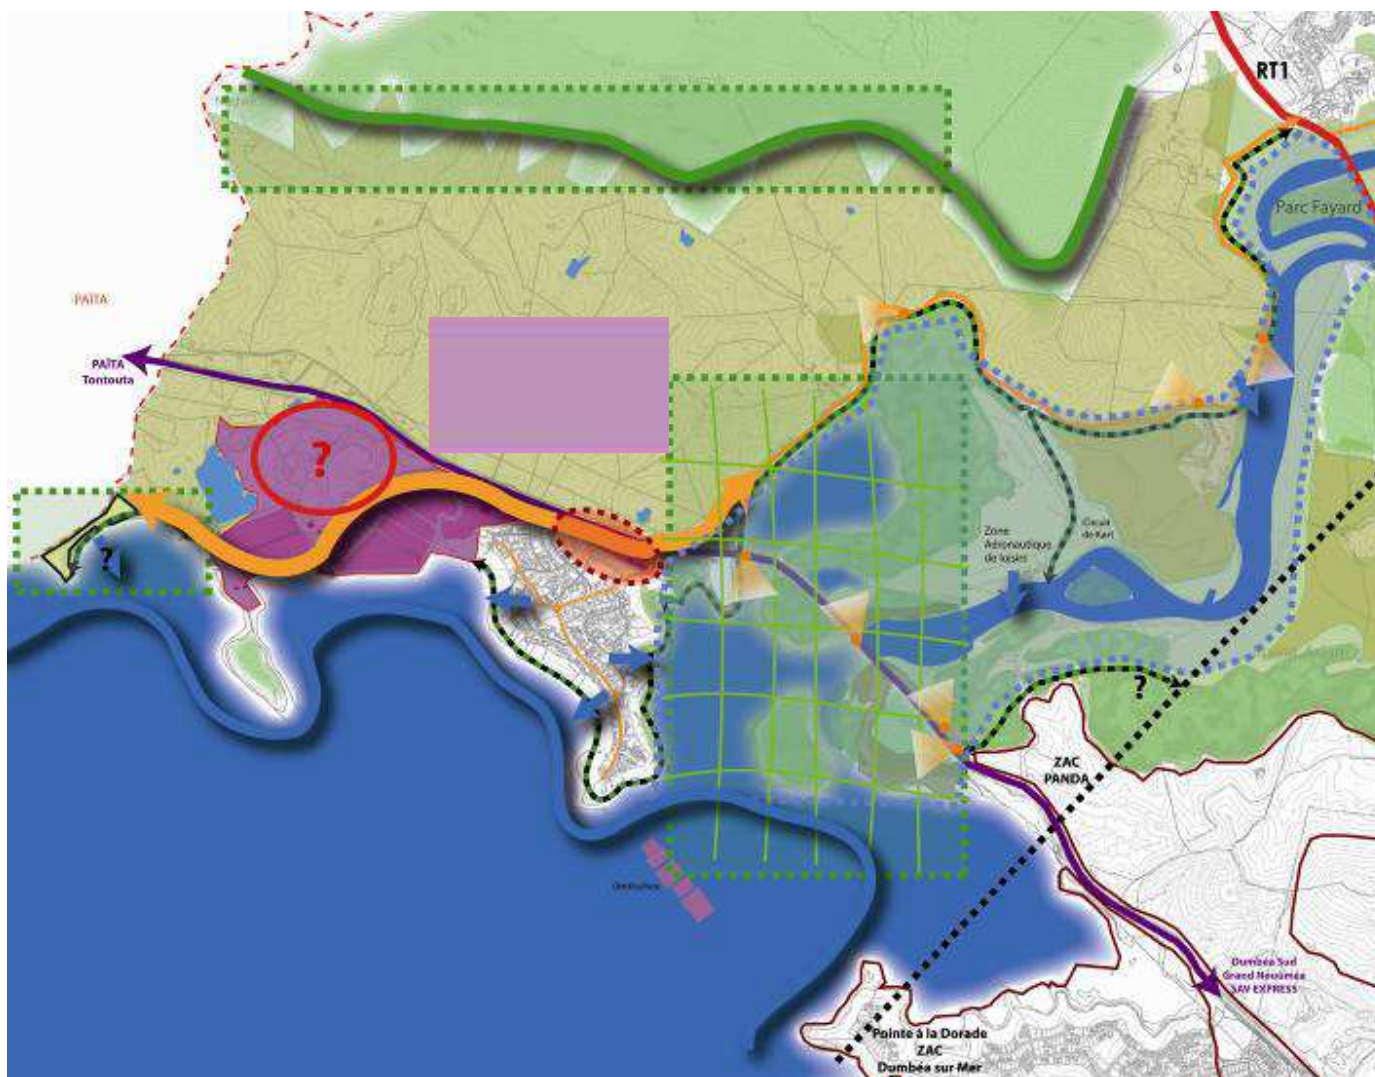 RT1
Parc Fayard
PAÏTA
PAÏTA
Tontouta
?
?
Zone
Aéronautique
de loisirs
Circuit
de Kart
?
ZAC
PANDA
Dumbéa Sud
Grand Nouméa
SAV EXPRESS
Pointe à la Dorade
ZAC
Dumbéa sur Mer